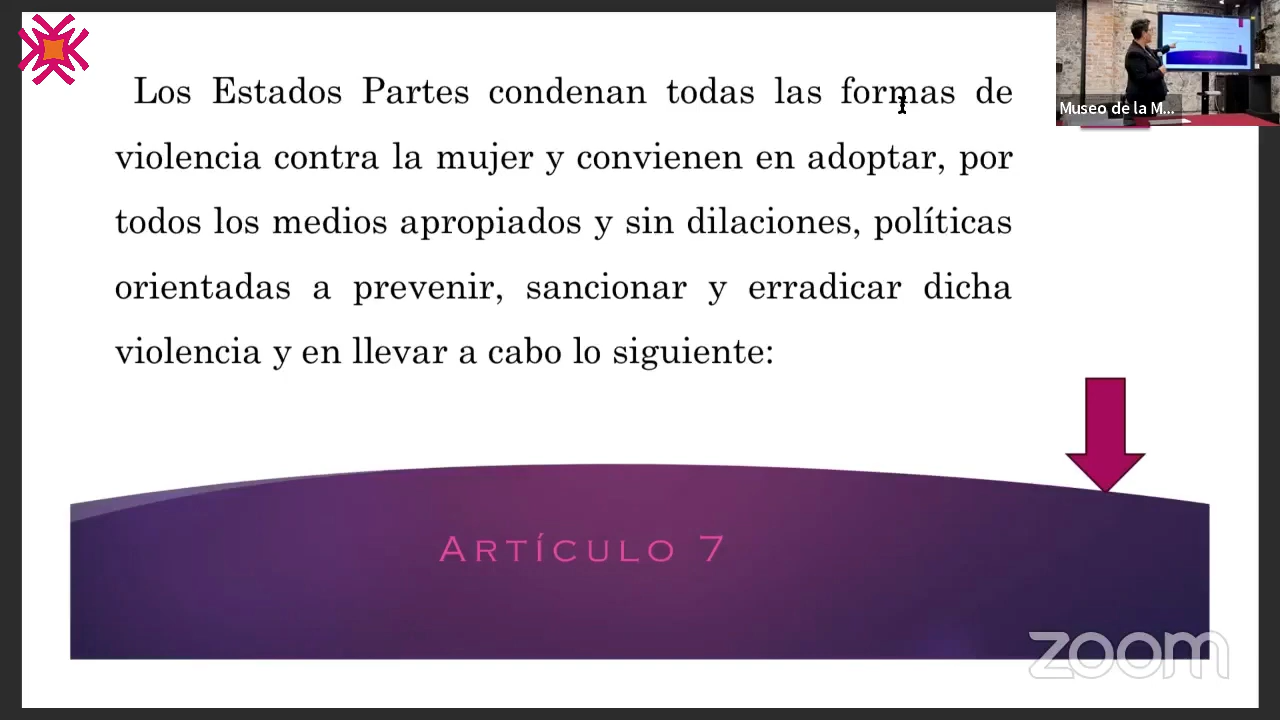 Los Estados Partes condenan todas las formas de
violencia contra la mujer y convienen en adoptar, por
todos los medios apropiados y sin dilaciones, políticas
orientadas a prevenir, sancionar y erradicar dicha
violencia y en llevar a cabo lo siguiente:
Museo de la M...
ARTÍCULO 7
zoom